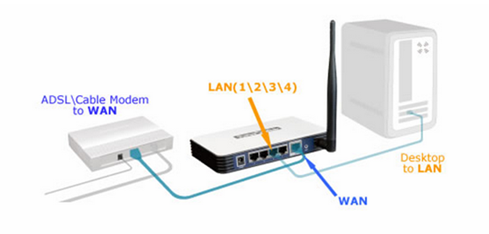 LAN(1\2\3\4)
ADSL\Cable Modem
to WAN
Desktop
to LAN
WAN